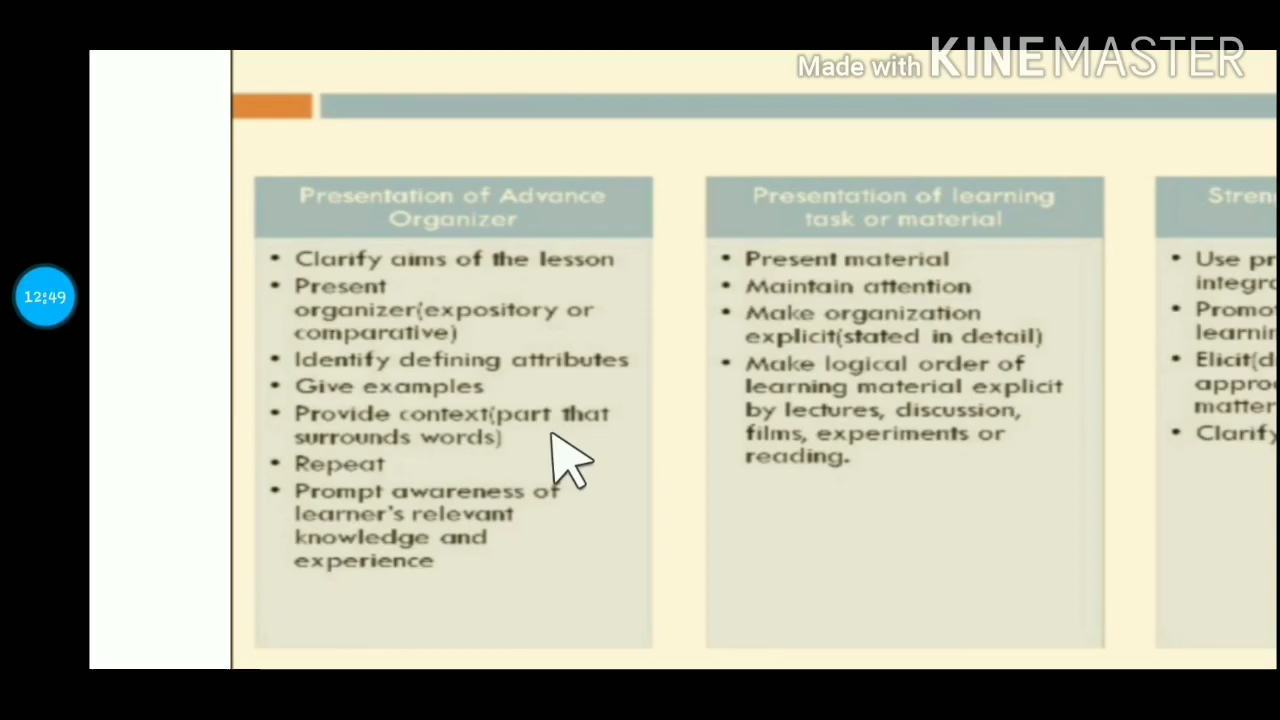 Made with KINEMASTER
12:49
Presentation of Advance
Organizer
• Clarify aims of the lesson
• Present
organizer(expository or
comparative)
• Identify defining attributes
• Give examples
• Provide context(part that
surrounds words)
• Repeat
• Prompt awareness of
learner's relevant
knowledge and
experience
Presentation of learning
task or material
• Present material
• Maintain attention
• Make organization
explicit(stated in detail)
• Make logical order of
learning material explicit
by lectures, discussion,
films, experiments or
reading.
• Use
• Clarify